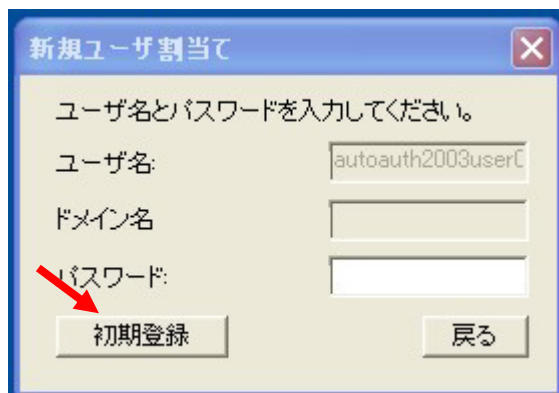 新規ユーザ割当て
ユーザ名とパスワードを入力してください。
ユーザ名: autoauth2003user
ドメイン名
パスワード:
初期登録 戻る